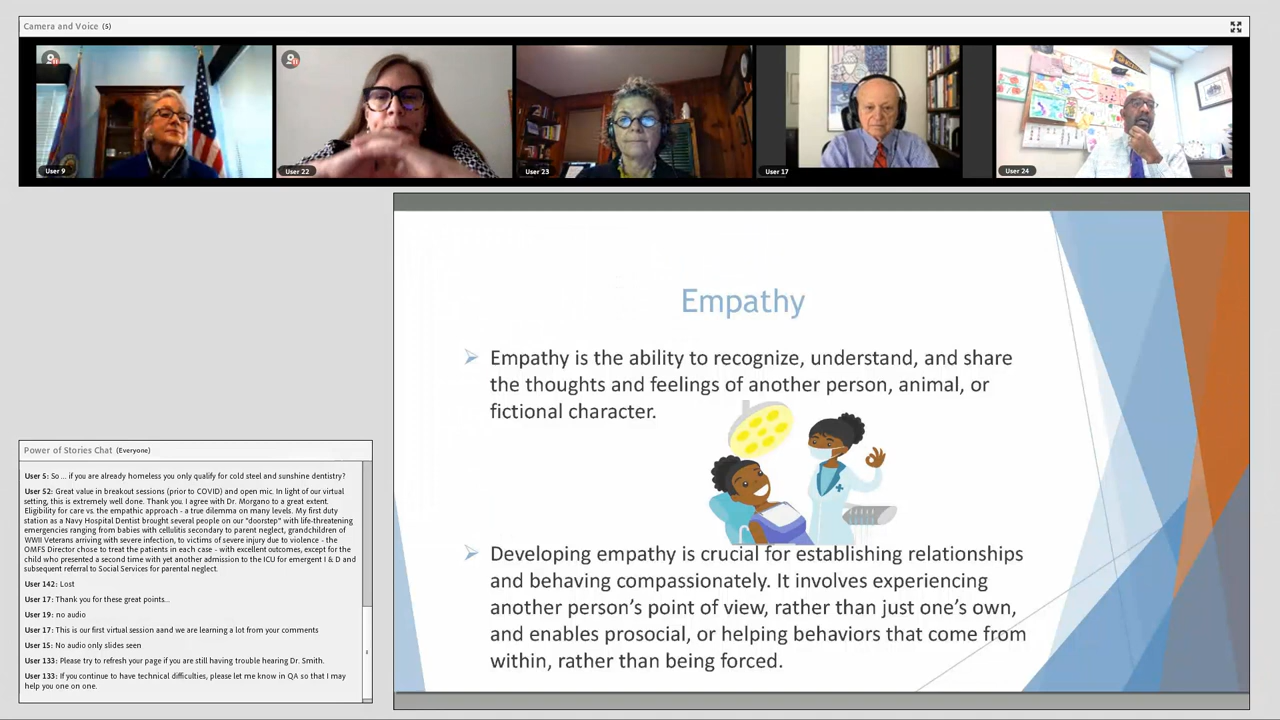 Camera and Voice (5)
User 9
User 22
User 23
User 17
User 24
Empathy
Empathy is the ability to recognize, understand, and share
the thoughts and feelings of another person, animal, or
fictional character.
Developing empathy is crucial for establishing relationships
and behaving compassionately. It involves experiencing
another person's point of view, rather than just one's own,
and enables prosocial, or helping behaviors that come from
within, rather than being forced.
Power of Stories Chat (Everyone)
User 5: So ... if you are already homeless you only qualify for cold steel and sunshine dentistry?
User 52: Great value in breakout sessions (prior to COVID) and open mic. In light of our virtual
setting, this is extremely well done. Thank you. I agree with Dr. Morgano to a great extent.
Eligibility for care vs. the empathic approach - a true dilemma on many levels. My first duty
station as a Navy Hospital Dentist brought several people on our "doorstep" with life-threatening
emergencies ranging from babies with cellulitis secondary to parent neglect, grandchildren of
WWII Veterans arriving with severe infection, to victims of severe injury due to violence - the
OMFS Director chose to treat the patients in each case - with excellent outcomes, except for the
child who presented a second time with yet another admission to the ICU for emergent I & D and
subsequent referral to Social Services for parental neglect.
User 142: Lost
User 17: Thank you for these great points...
User 19: no audio
User 17: This is our first virtual session aand we are learning a lot from your comments
User 15: No audio only slides seen
User 133: Please try to refresh your page if you are still having trouble hearing Dr. Smith.
User 133: If you continue to have technical difficulties, please let me know in QA so that I may
help you one on one.